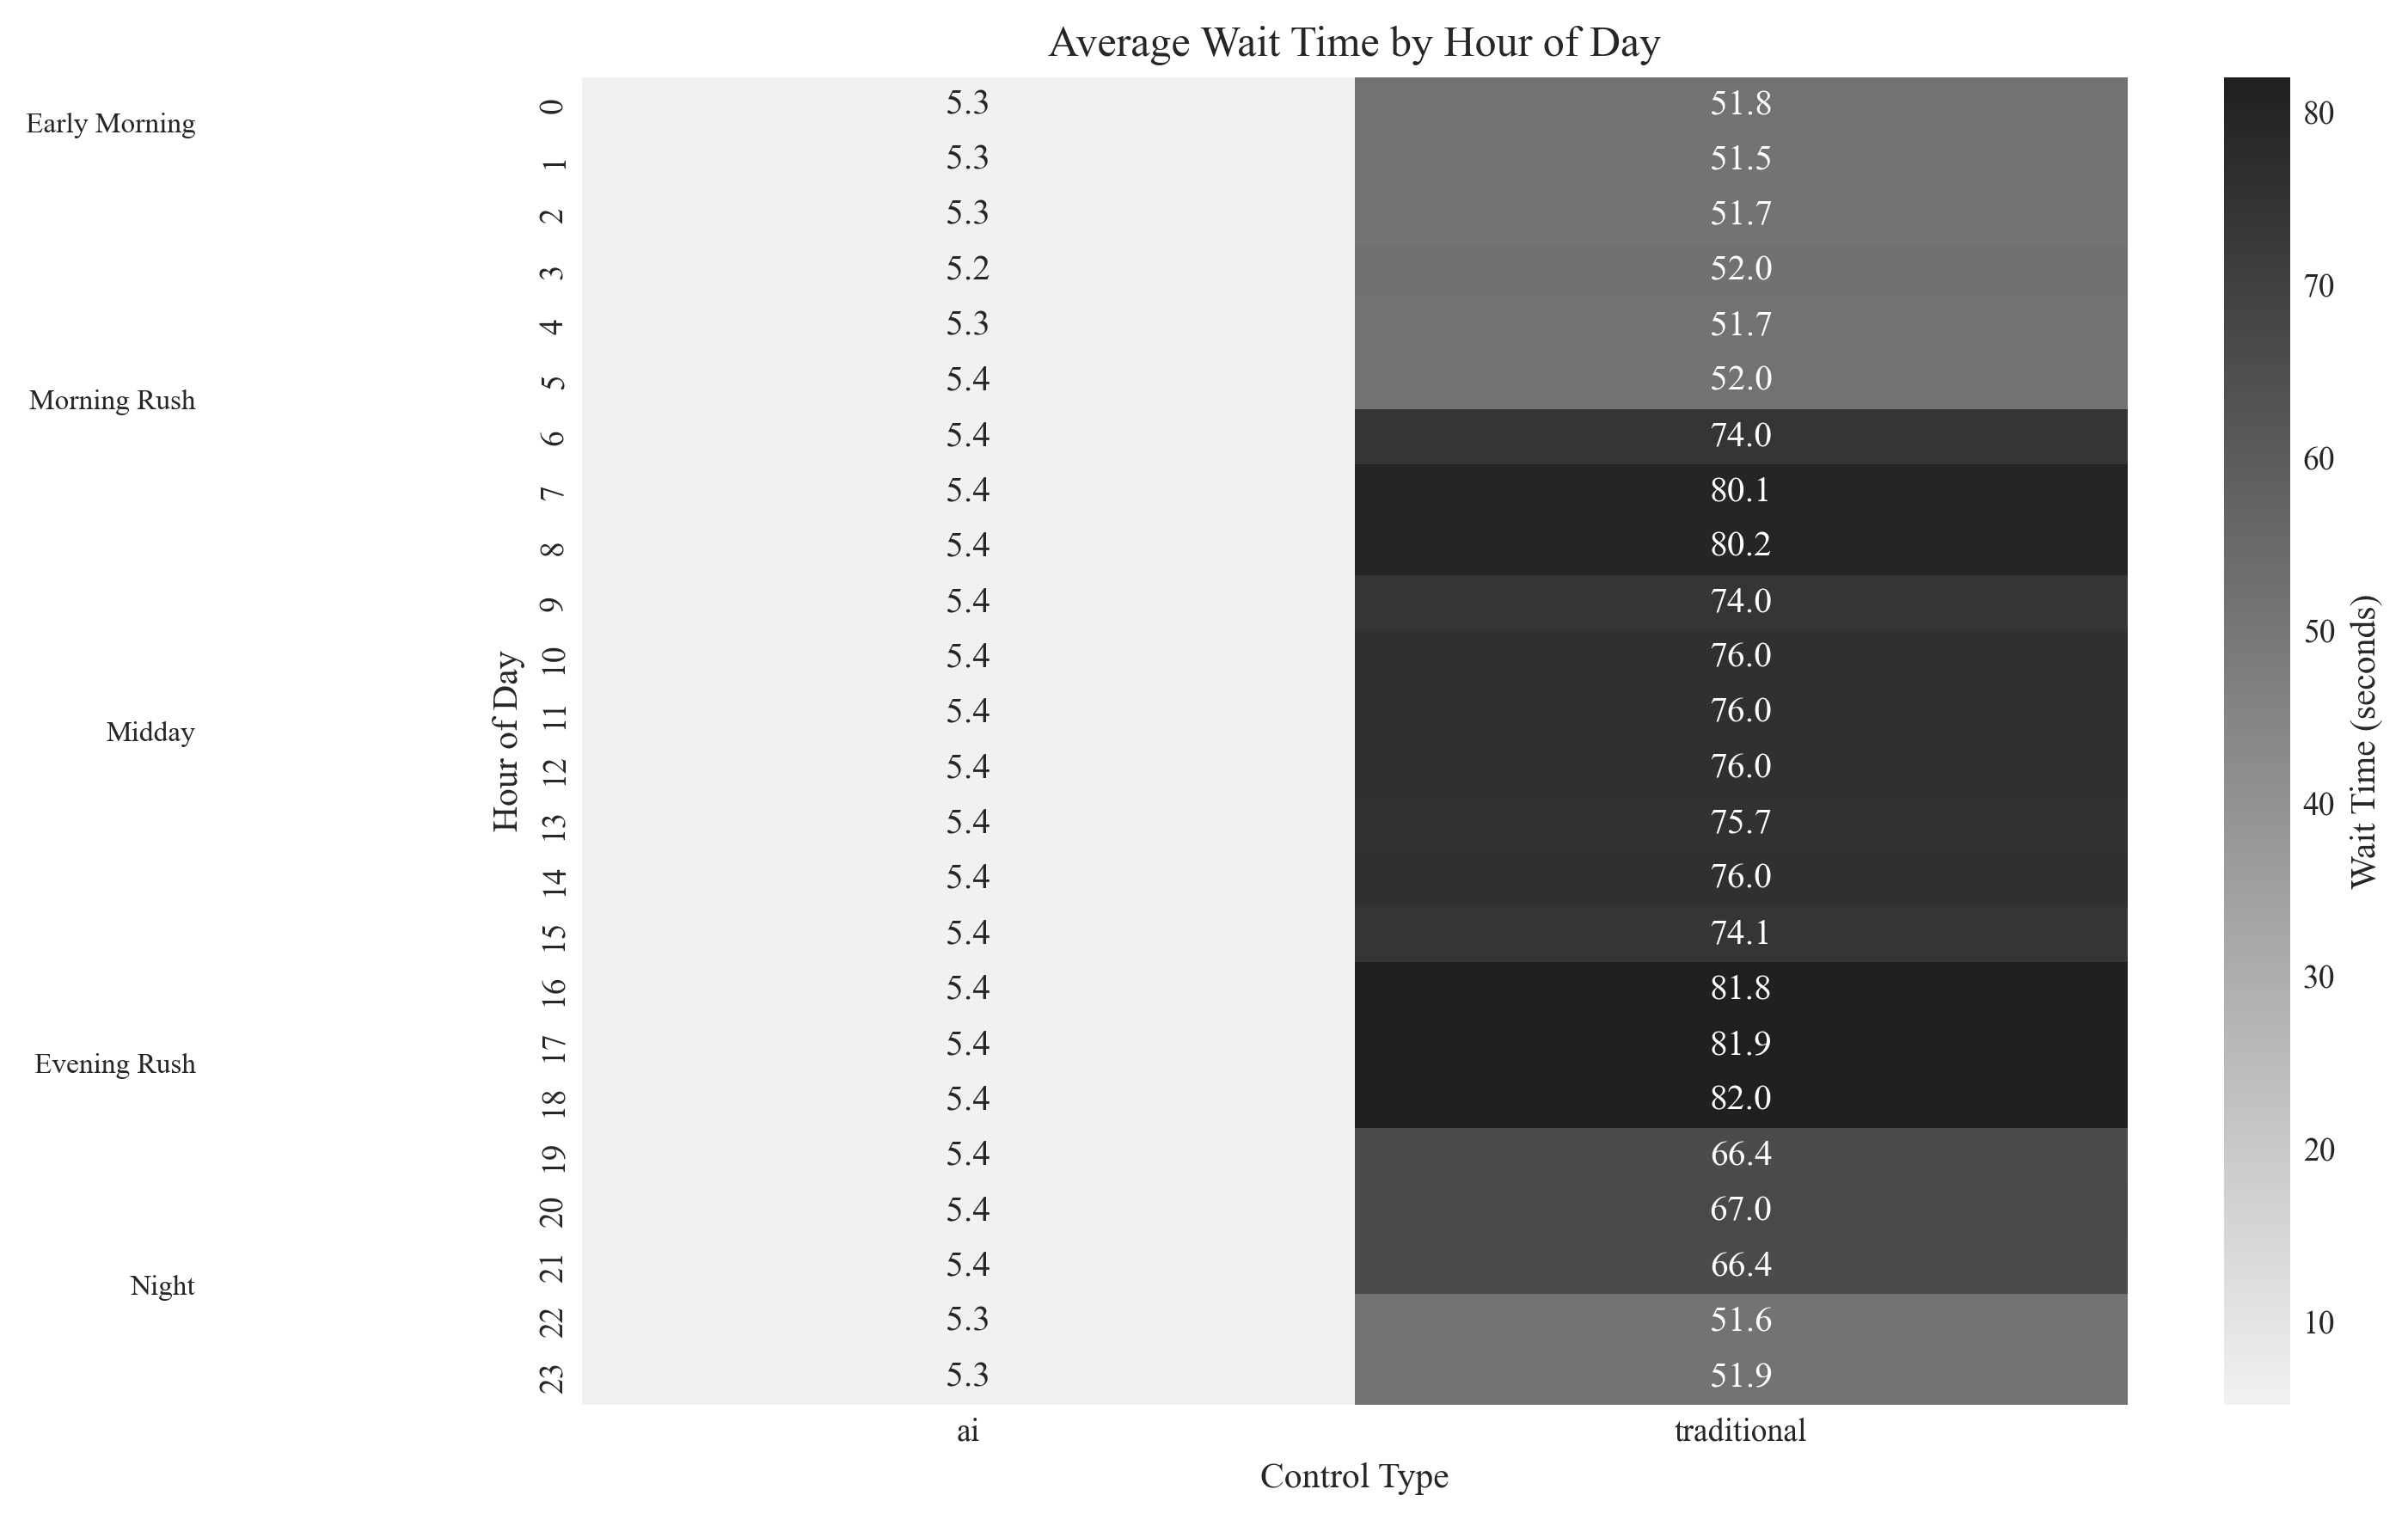 Average Wait Time by Hour of Day
Early Morning
Morning Rush
Midday
Evening Rush
Night
Hour of Day
0 5.3 51.8
1 5.3 51.5
2 5.3 51.7
3 5.2 52.0
4 5.3 51.7
5 5.4 52.0
6 5.4 74.0
7 5.4 80.1
8 5.4 80.2
9 5.4 74.0
10 5.4 76.0
11 5.4 76.0
12 5.4 76.0
13 5.4 75.7
14 5.4 76.0
15 5.4 74.1
16 5.4 81.8
17 5.4 81.9
18 5.4 82.0
19 5.4 66.4
20 5.4 67.0
21 5.4 66.4
22 5.3 51.6
23 5.3 51.9
ai traditional
Control Type
80
70
60
50
40
30
20
10
Wait Time (seconds)